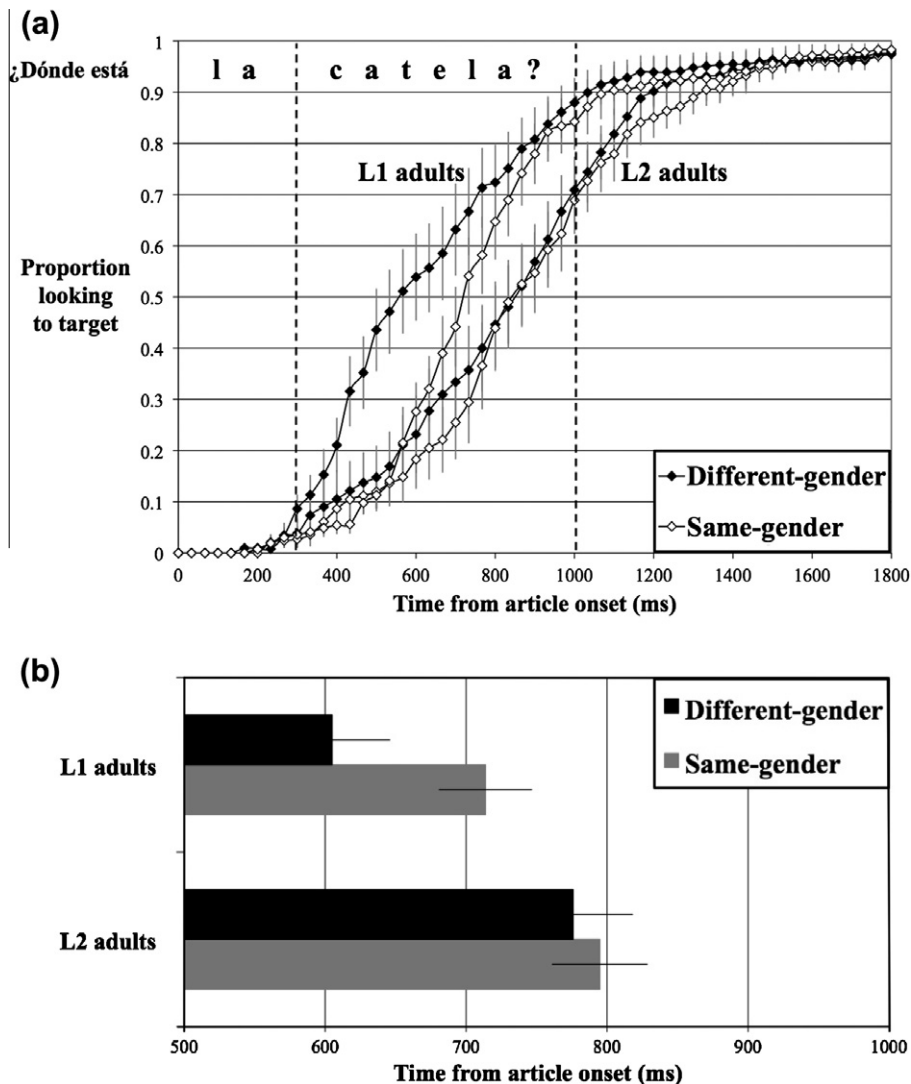 (a)
¿Dónde está
l a c a t e l a ?
1
0.9
0.8
0.7
0.6
0.5
0.4
0.3
0.2
0.1
0
Proportion
looking
to target
L1 adults
L2 adults
Different-gender
Same-gender
0 200 400 600 800 1000 1200 1400 1600 1800
Time from article onset (ms)
(b)
Different-gender
Same-gender
L1 adults
L2 adults
500 600 700 800 900 1000
Time from article onset (ms)